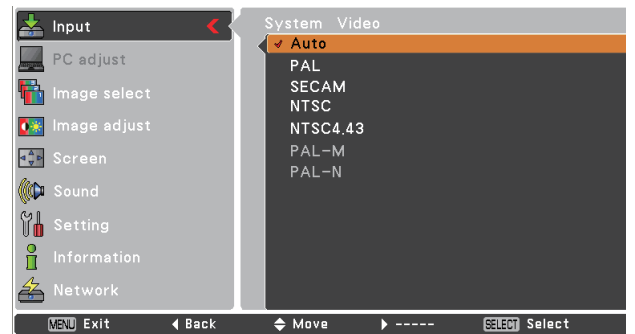 Input
PC adjust
Image select
Image adjust
Screen
Sound
Setting
Information
Network
System Video
Auto
PAL
SECAM
NTSC
NTSC4.43
PAL-M
PAL-N
MENU Exit
Back
Move
-----
SELECT Select